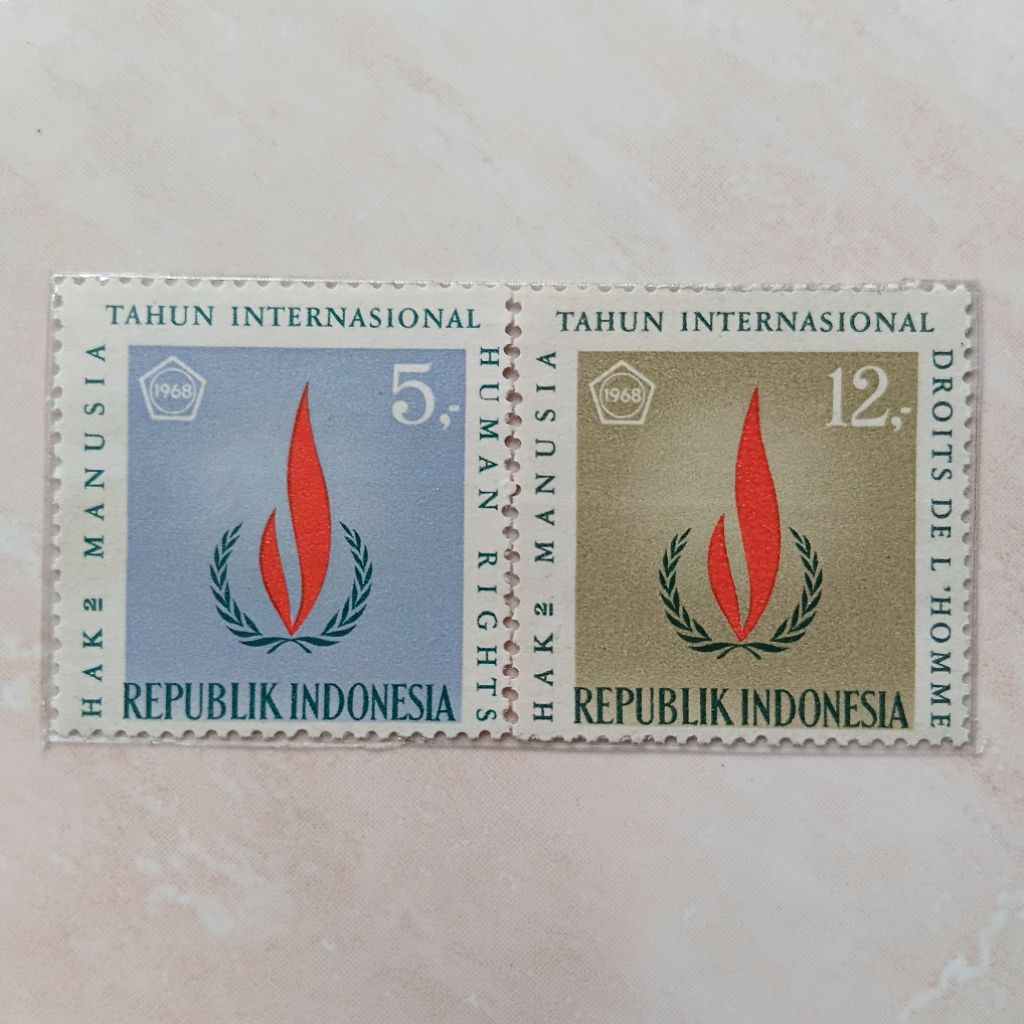 TAHUN INTERNASIONAL
HAK2 MANUSIA
HUMAN RIGHTS
1968
5,-
REPUBLIK INDONESIA
TAHUN INTERNASIONAL
HAK2 MANUSIA
DROITS DE L'HOMME
1968
12,-
REPUBLIK INDONESIA